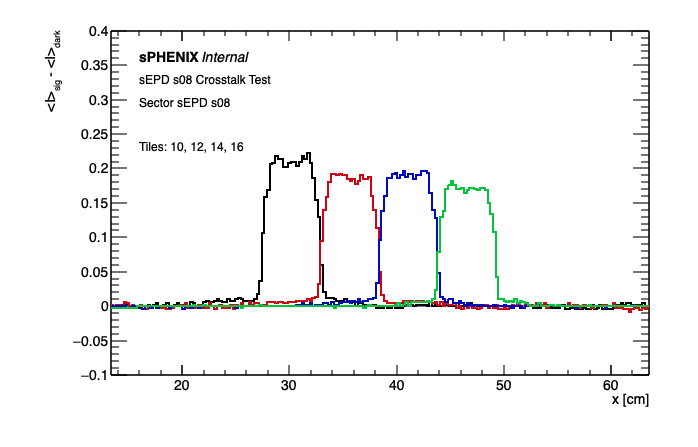 0.4
0.35
0.3
0.25
0.2
0.15
0.1
0.05
0
−0.05
−0.1
<I>sig - <I>dark
sPHENIX Internal
sEPD s08 Crosstalk Test
Sector sEPD s08
Tiles: 10, 12, 14, 16
20 30 40 50 60
x [cm]